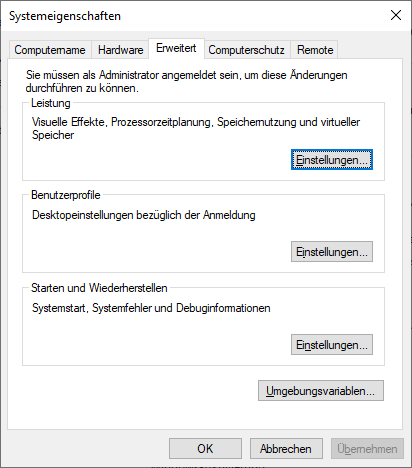 Systemeigenschaften
Computername Hardware Erweitert Computerschutz Remote
Sie müssen als Administrator angemeldet sein, um diese Änderungen
durchführen zu können.
Leistung
Visuelle Effekte, Prozessorzeitplanung, Speichernutzung und virtueller
Speicher
Einstellungen...
Benutzerprofile
Desktopeinstellungen bezüglich der Anmeldung
Einstellungen...
Starten und Wiederherstellen
Systemstart, Systemfehler und Debuginformationen
Einstellungen...
Umgebungsvariablen...
OK Abbrechen Übernehmen